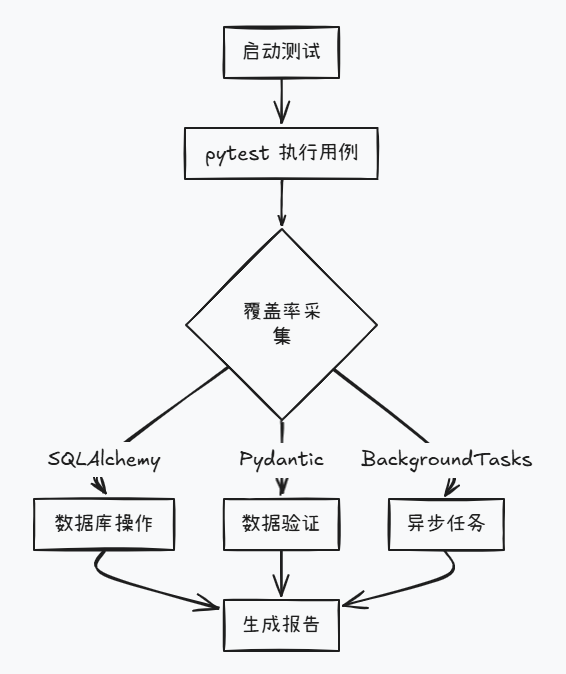 启动测试
pytest 执行用例
覆盖率采
集
SQLAlchemy
Pydantic
BackgroundTasks
数据库操作
数据验证
异步任务
生成报告